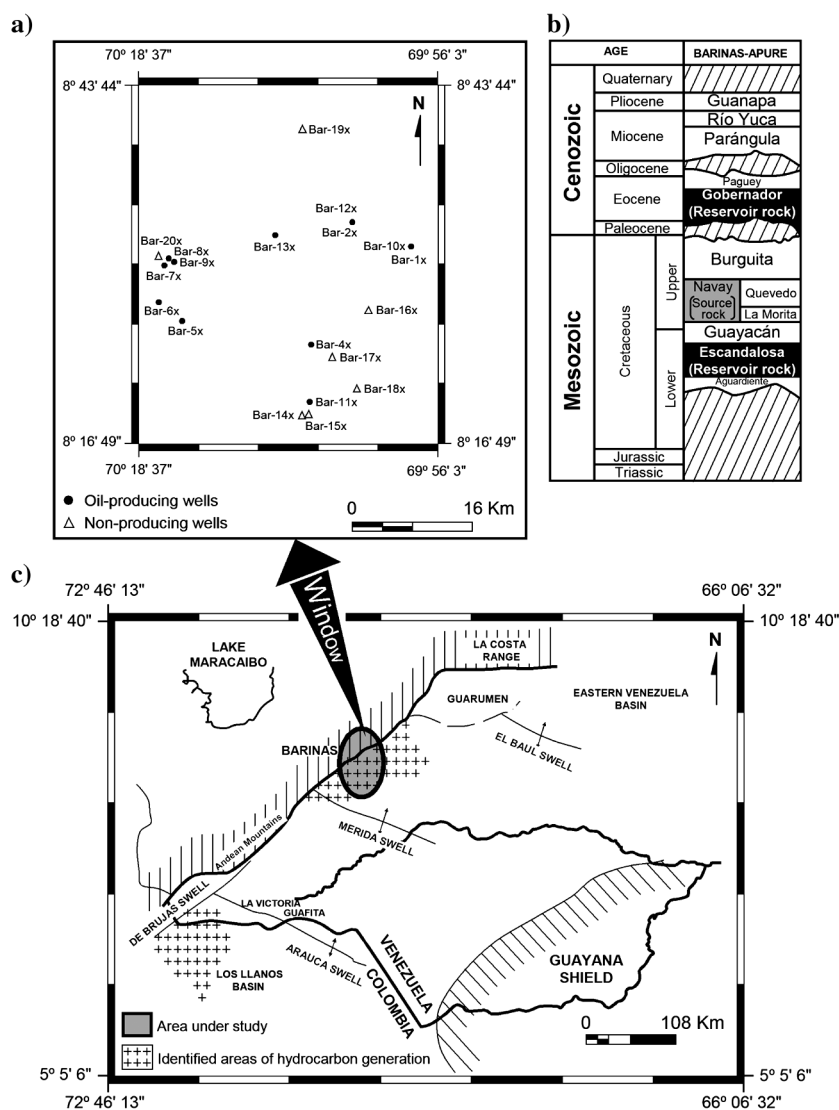 a)
70º 18' 37"
69º 56' 3"
8º 43' 44"
8º 43' 44"
N
Bar-19x
Bar-12x
Bar-2x
Bar-13x
Bar-10x
Bar-1x
Bar-20x
Bar-8x
Bar-9x
Bar-7x
Bar-6x
Bar-5x
Bar-16x
Bar-4x
Bar-17x
Bar-18x
Bar-11x
Bar-14x
Bar-15x
8º 16' 49"
8º 16' 49"
70º 18' 37"
69º 56' 3"
Oil-producing wells
Non-producing wells
0 16 Km
b)
AGE BARINAS-APURE
Cenozoic
Quaternary
Pliocene Guanapa
Miocene
Río Yuca
Parángula
Oligocene
Eocene
Paguey
Gobernador
(Reservoir rock)
Paleocene
Mesozoic
Cretaceous
Upper
Burguita
Navay
Source
rock
Quevedo
La Morita
Guayacán
Lower
Escandalosa
(Reservoir rock)
Aguardiente
Jurassic
Triassic
c)
72º 46' 13"
66º 06' 32"
10º 18' 40"
10º 18' 40"
Window
N
LAKE
MARACAIBO
LA COSTA
RANGE
GUARUMEN
EASTERN VENEZUELA
BASIN
EL BAUL SWELL
BARINAS
MERIDA SWELL
Andean Mountains
DE BRUJAS SWELL
LA VICTORIA
GUAFITA
ARAUCA SWELL
LOS LLANOS
BASIN
VENEZUELA
COLOMBIA
GUAYANA
SHIELD
Area under study
Identified areas of hydrocarbon generation
0 108 Km
5º 5' 6"
5º 5' 6"
72º 46' 13"
66º 06' 32"